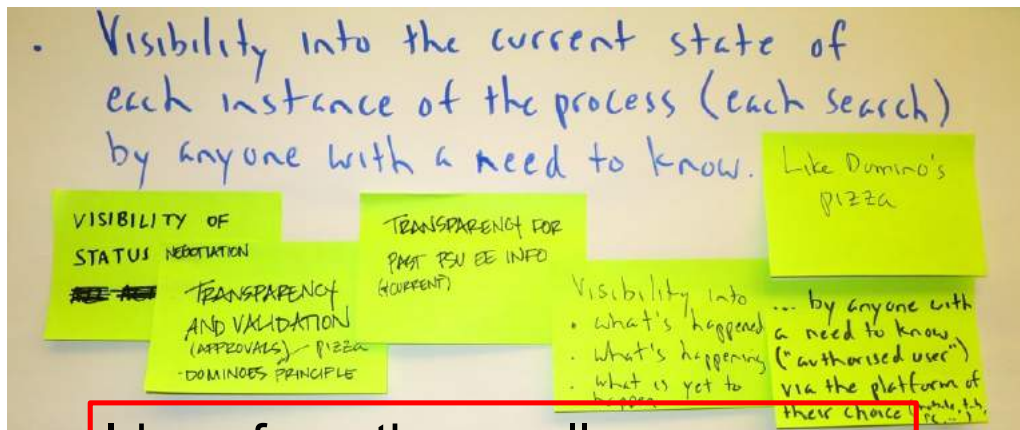 . Visibility into the current state of
each instance of the process (each search)
by anyone with a need to know.
Like Domino's
pizza
VISIBILITY OF
STATUS NEGOTIATION
TRANSPARENCY
AND VALIDATION
(APPROVALS) - PIZZA
-DOMINOES PRINCIPLE
TRANSPARENCY FOR
PAST PSU EE INFO
(+CURRENT)
Visibility into
• what's happened
• what's happening
• what is yet to
happen
... by anyone with
a need to know
("authorised user")
via the platform of
their choice